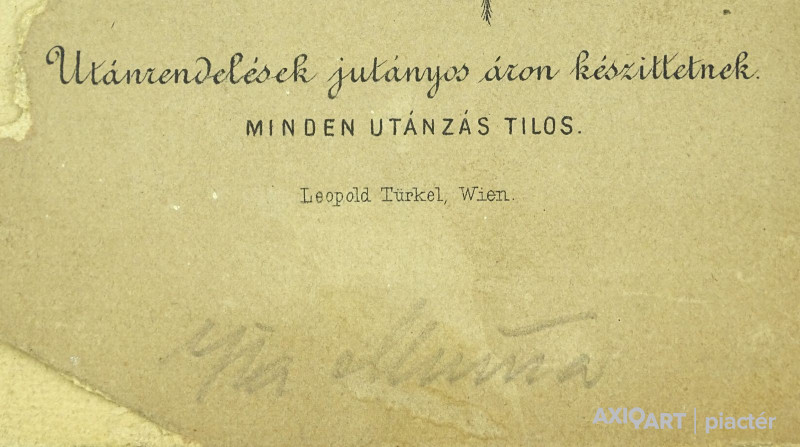 Utánrendelések jutányos áron készittetnek.
MINDEN UTÁNZÁS TILOS.
Leopold Türkel, Wien.
AXIOART | piactér